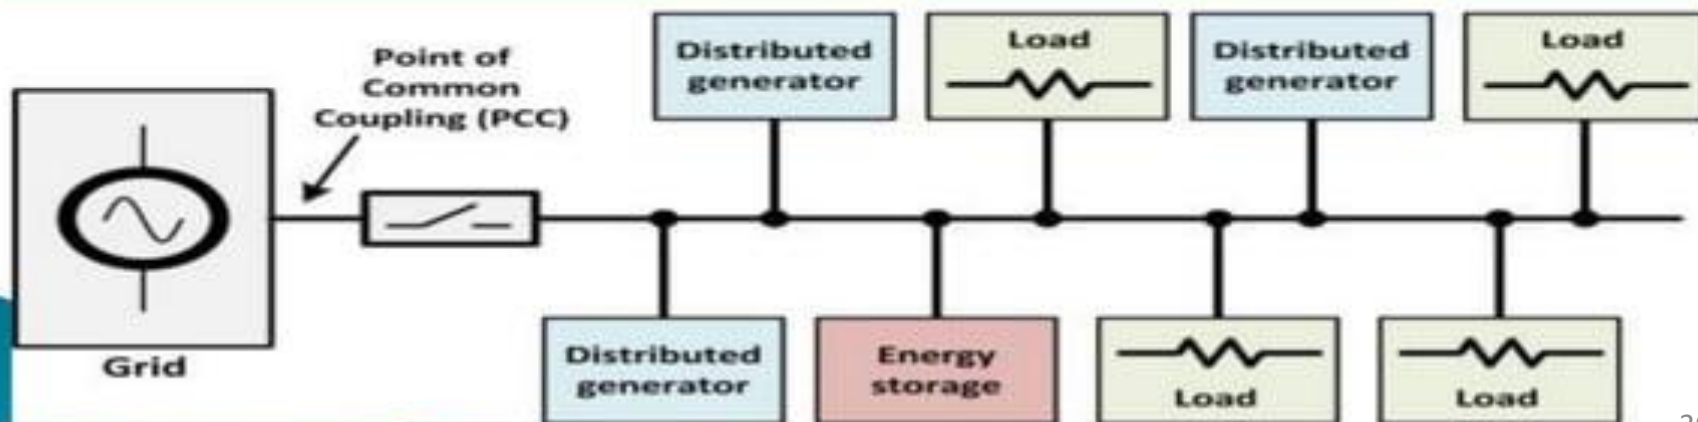 Point of
Common
Coupling (PCC)
Distributed
generator
Load
Distributed
generator
Load
Grid
Distributed
generator
Energy
storage
Load
Load